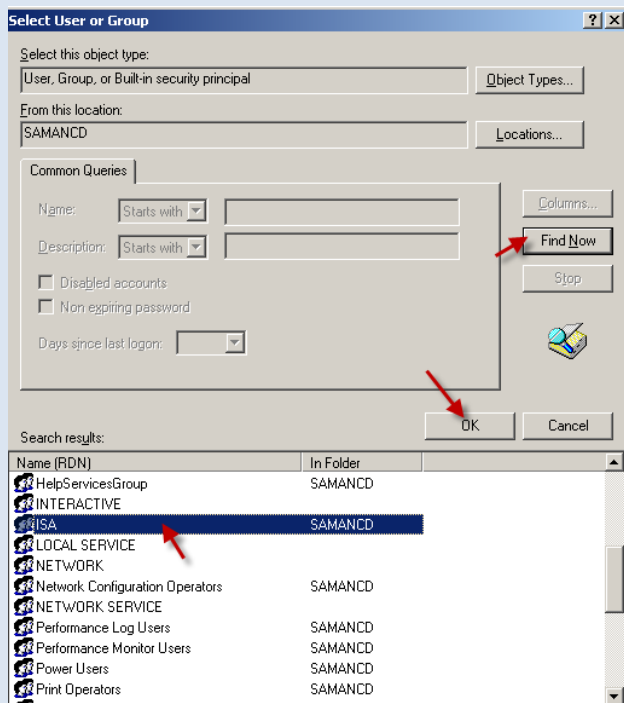 Select User or Group
Select this object type:
User, Group, or Built-in security principal
Object Types...
From this location:
SAMANCD
Locations...
Common Queries
Name:
Starts with
Columns...
Description:
Starts with
Find Now
Disabled accounts
Stop
Non expiring password
Days since last logon:
OK
Cancel
Search results:
Name (RDN) In Folder
HelpServicesGroup SAMANCD
INTERACTIVE
ISA SAMANCD
LOCAL SERVICE
NETWORK
Network Configuration Operators SAMANCD
NETWORK SERVICE
Performance Log Users SAMANCD
Performance Monitor Users SAMANCD
Power Users SAMANCD
Print Operators SAMANCD